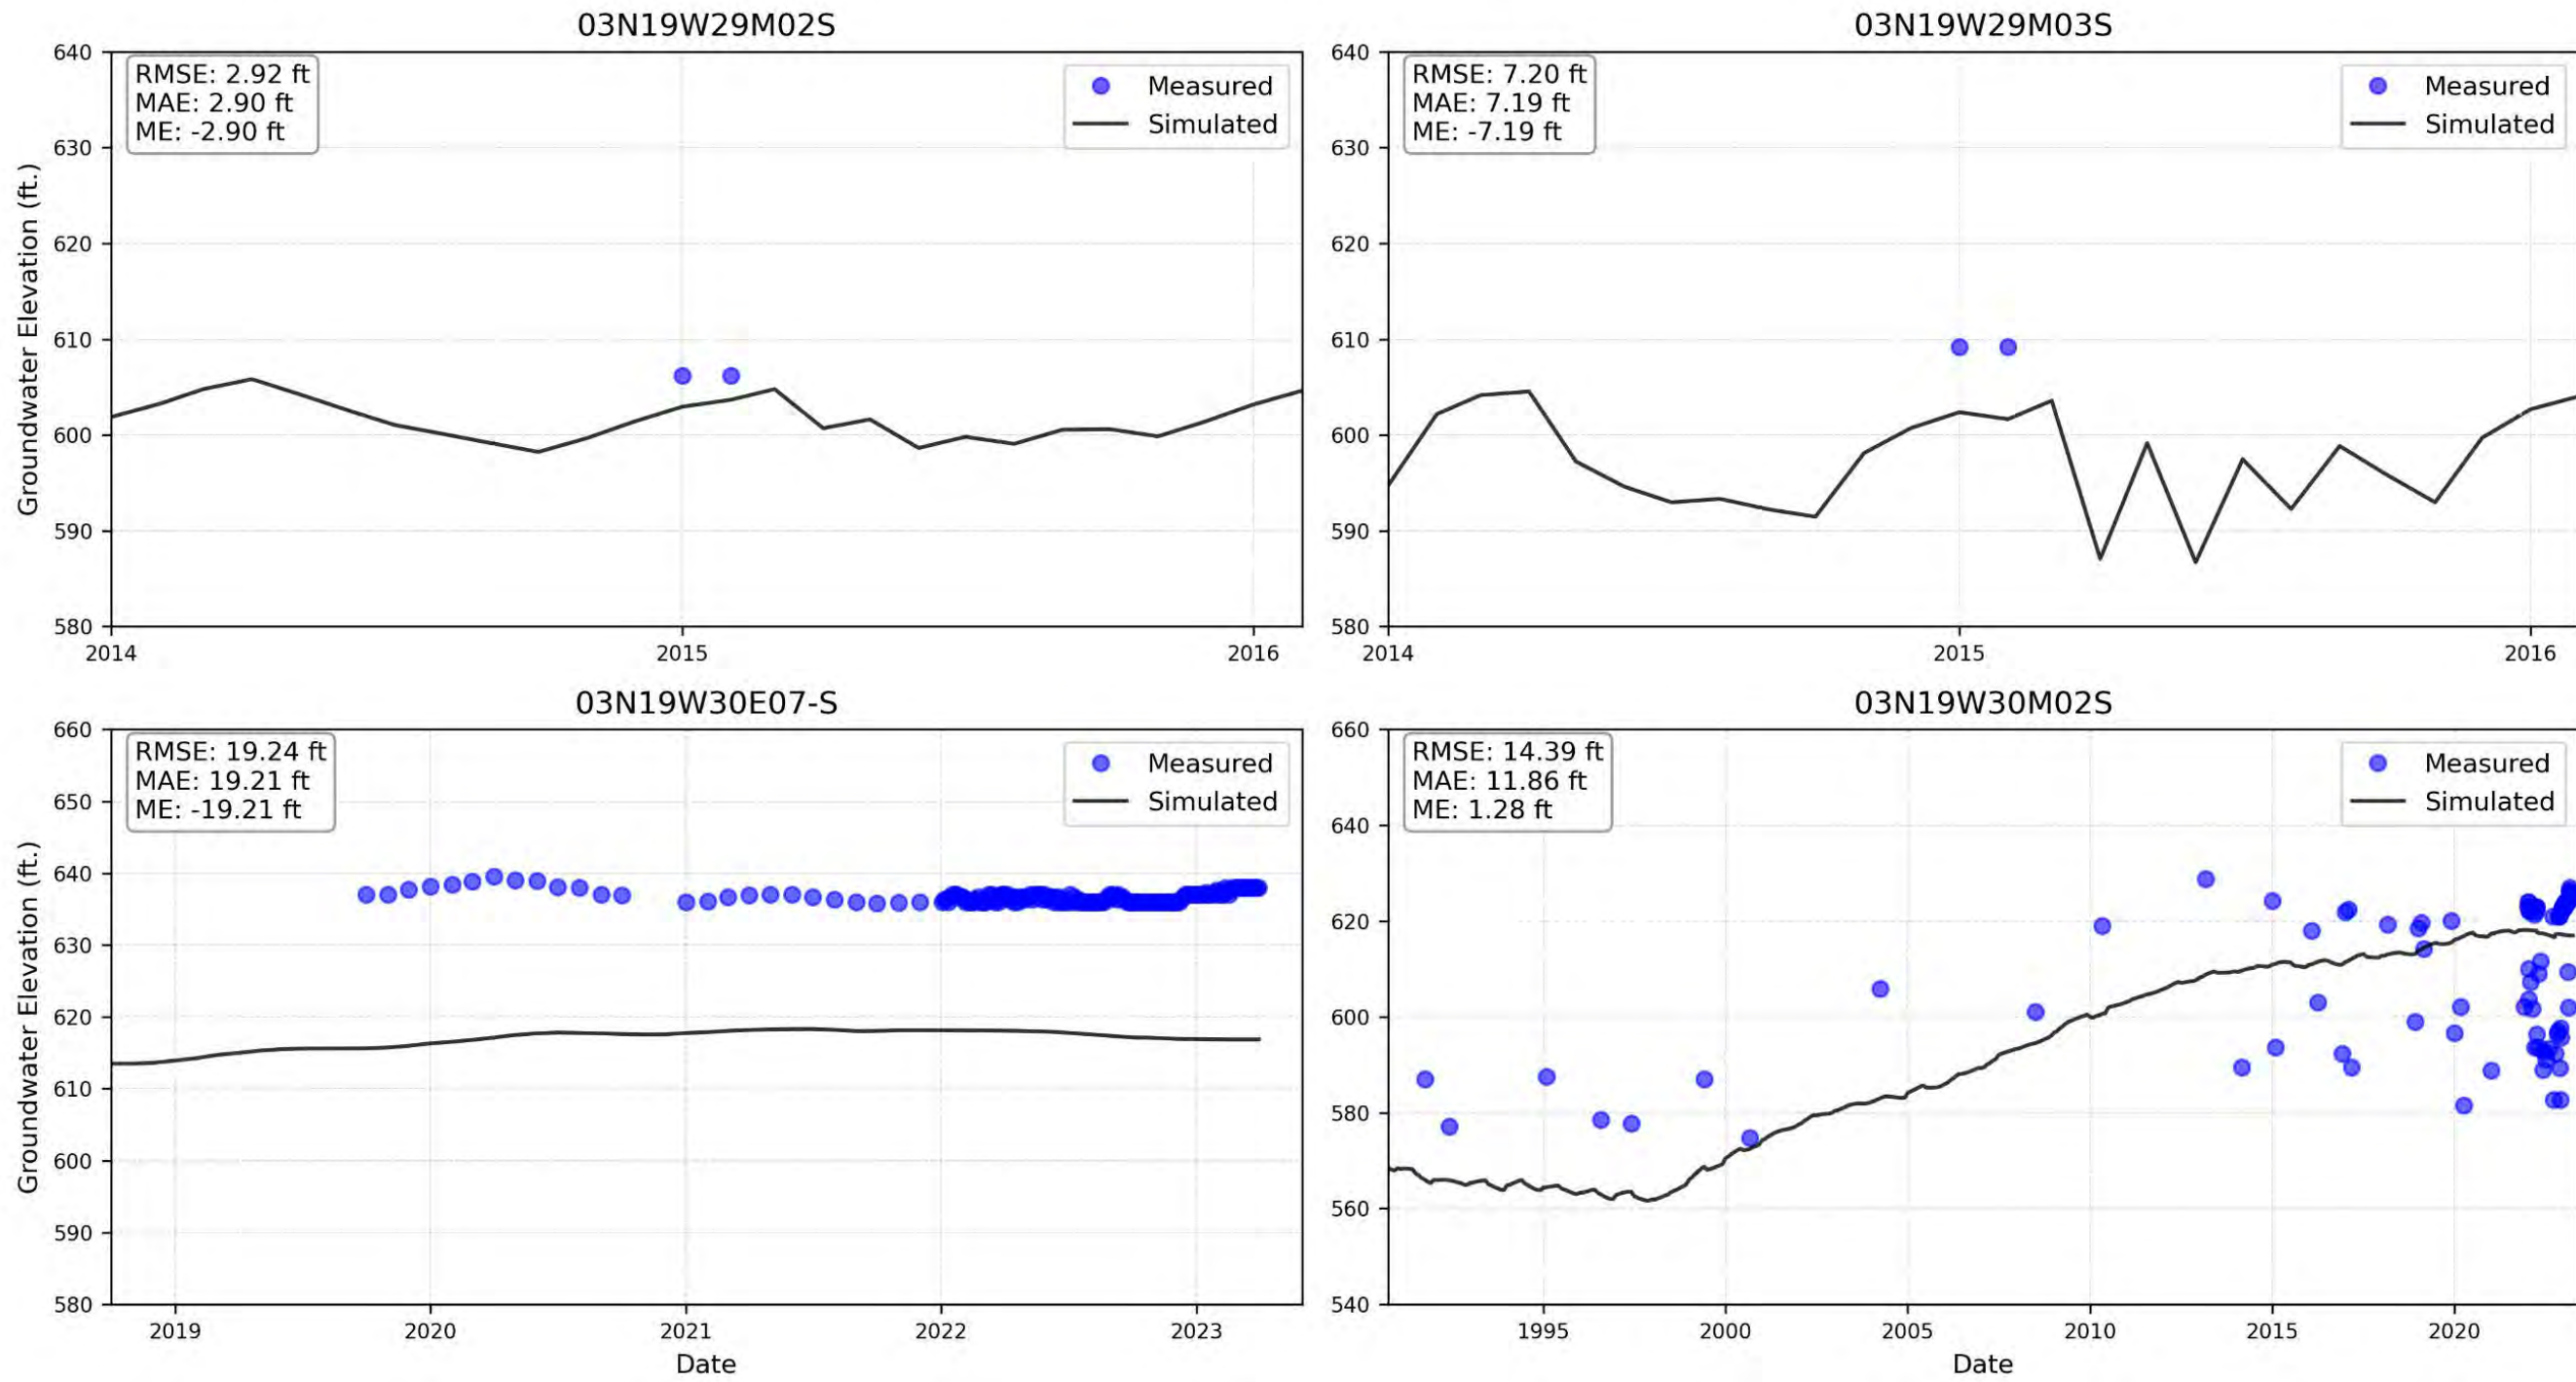 03N19W29M02S
RMSE: 2.92 ft
MAE: 2.90 ft
ME: -2.90 ft
Measured
Simulated
Groundwater Elevation (ft.)
640
630
620
610
600
590
580
2014
2015
2016
03N19W29M03S
RMSE: 7.20 ft
MAE: 7.19 ft
ME: -7.19 ft
Measured
Simulated
640
630
620
610
600
590
580
2014
2015
2016
03N19W30E07-S
RMSE: 19.24 ft
MAE: 19.21 ft
ME: -19.21 ft
Measured
Simulated
Groundwater Elevation (ft.)
660
650
640
630
620
610
600
590
580
2019
2020
2021
2022
2023
Date
03N19W30M02S
RMSE: 14.39 ft
MAE: 11.86 ft
ME: 1.28 ft
Measured
Simulated
660
640
620
600
580
560
540
1995
2000
2005
2010
2015
2020
Date